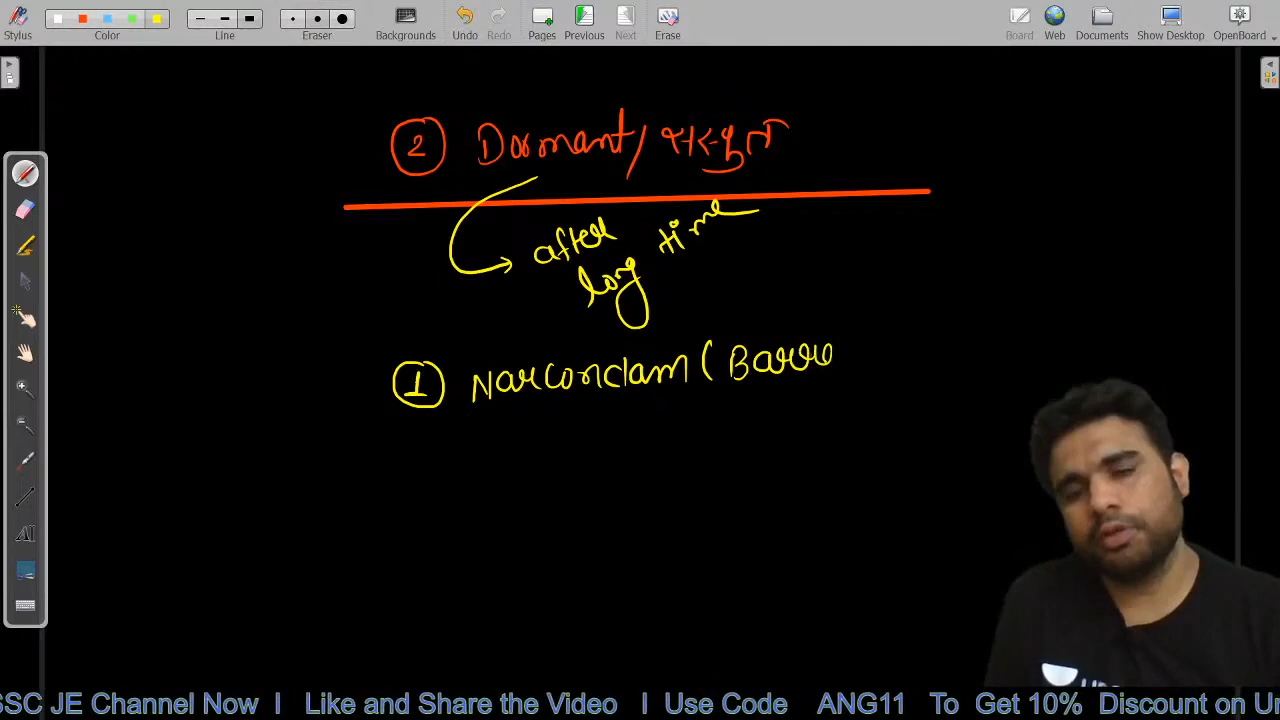 Stylus Color Line Eraser Backgrounds Undo Redo Pages Previous Next Erase Board Web Documents Show Desktop OpenBoard
② Dormant/
after
long time
① Narcondam (Barre
SSC JE Channel Now I Like and Share the Video I Use Code ANG11 To Get 10% Discount on Un